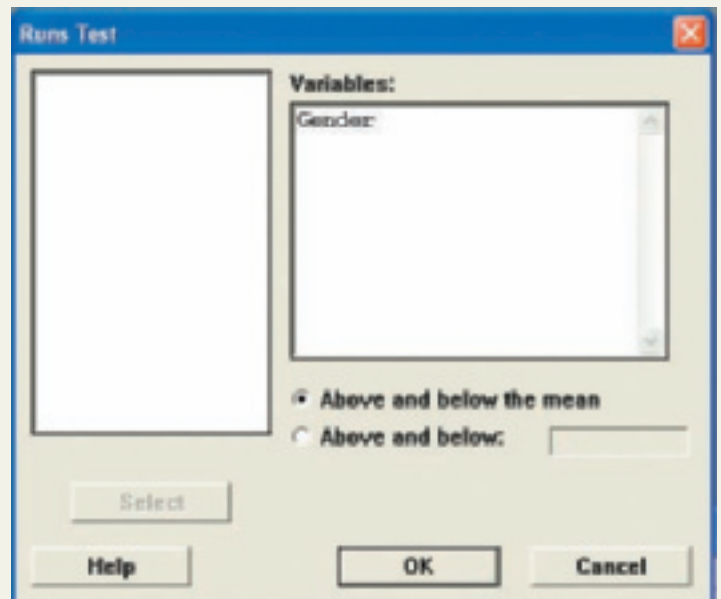 Runs Test
Variables:
Gender
Above and below the mean
Above and below:
Select
Help
OK
Cancel